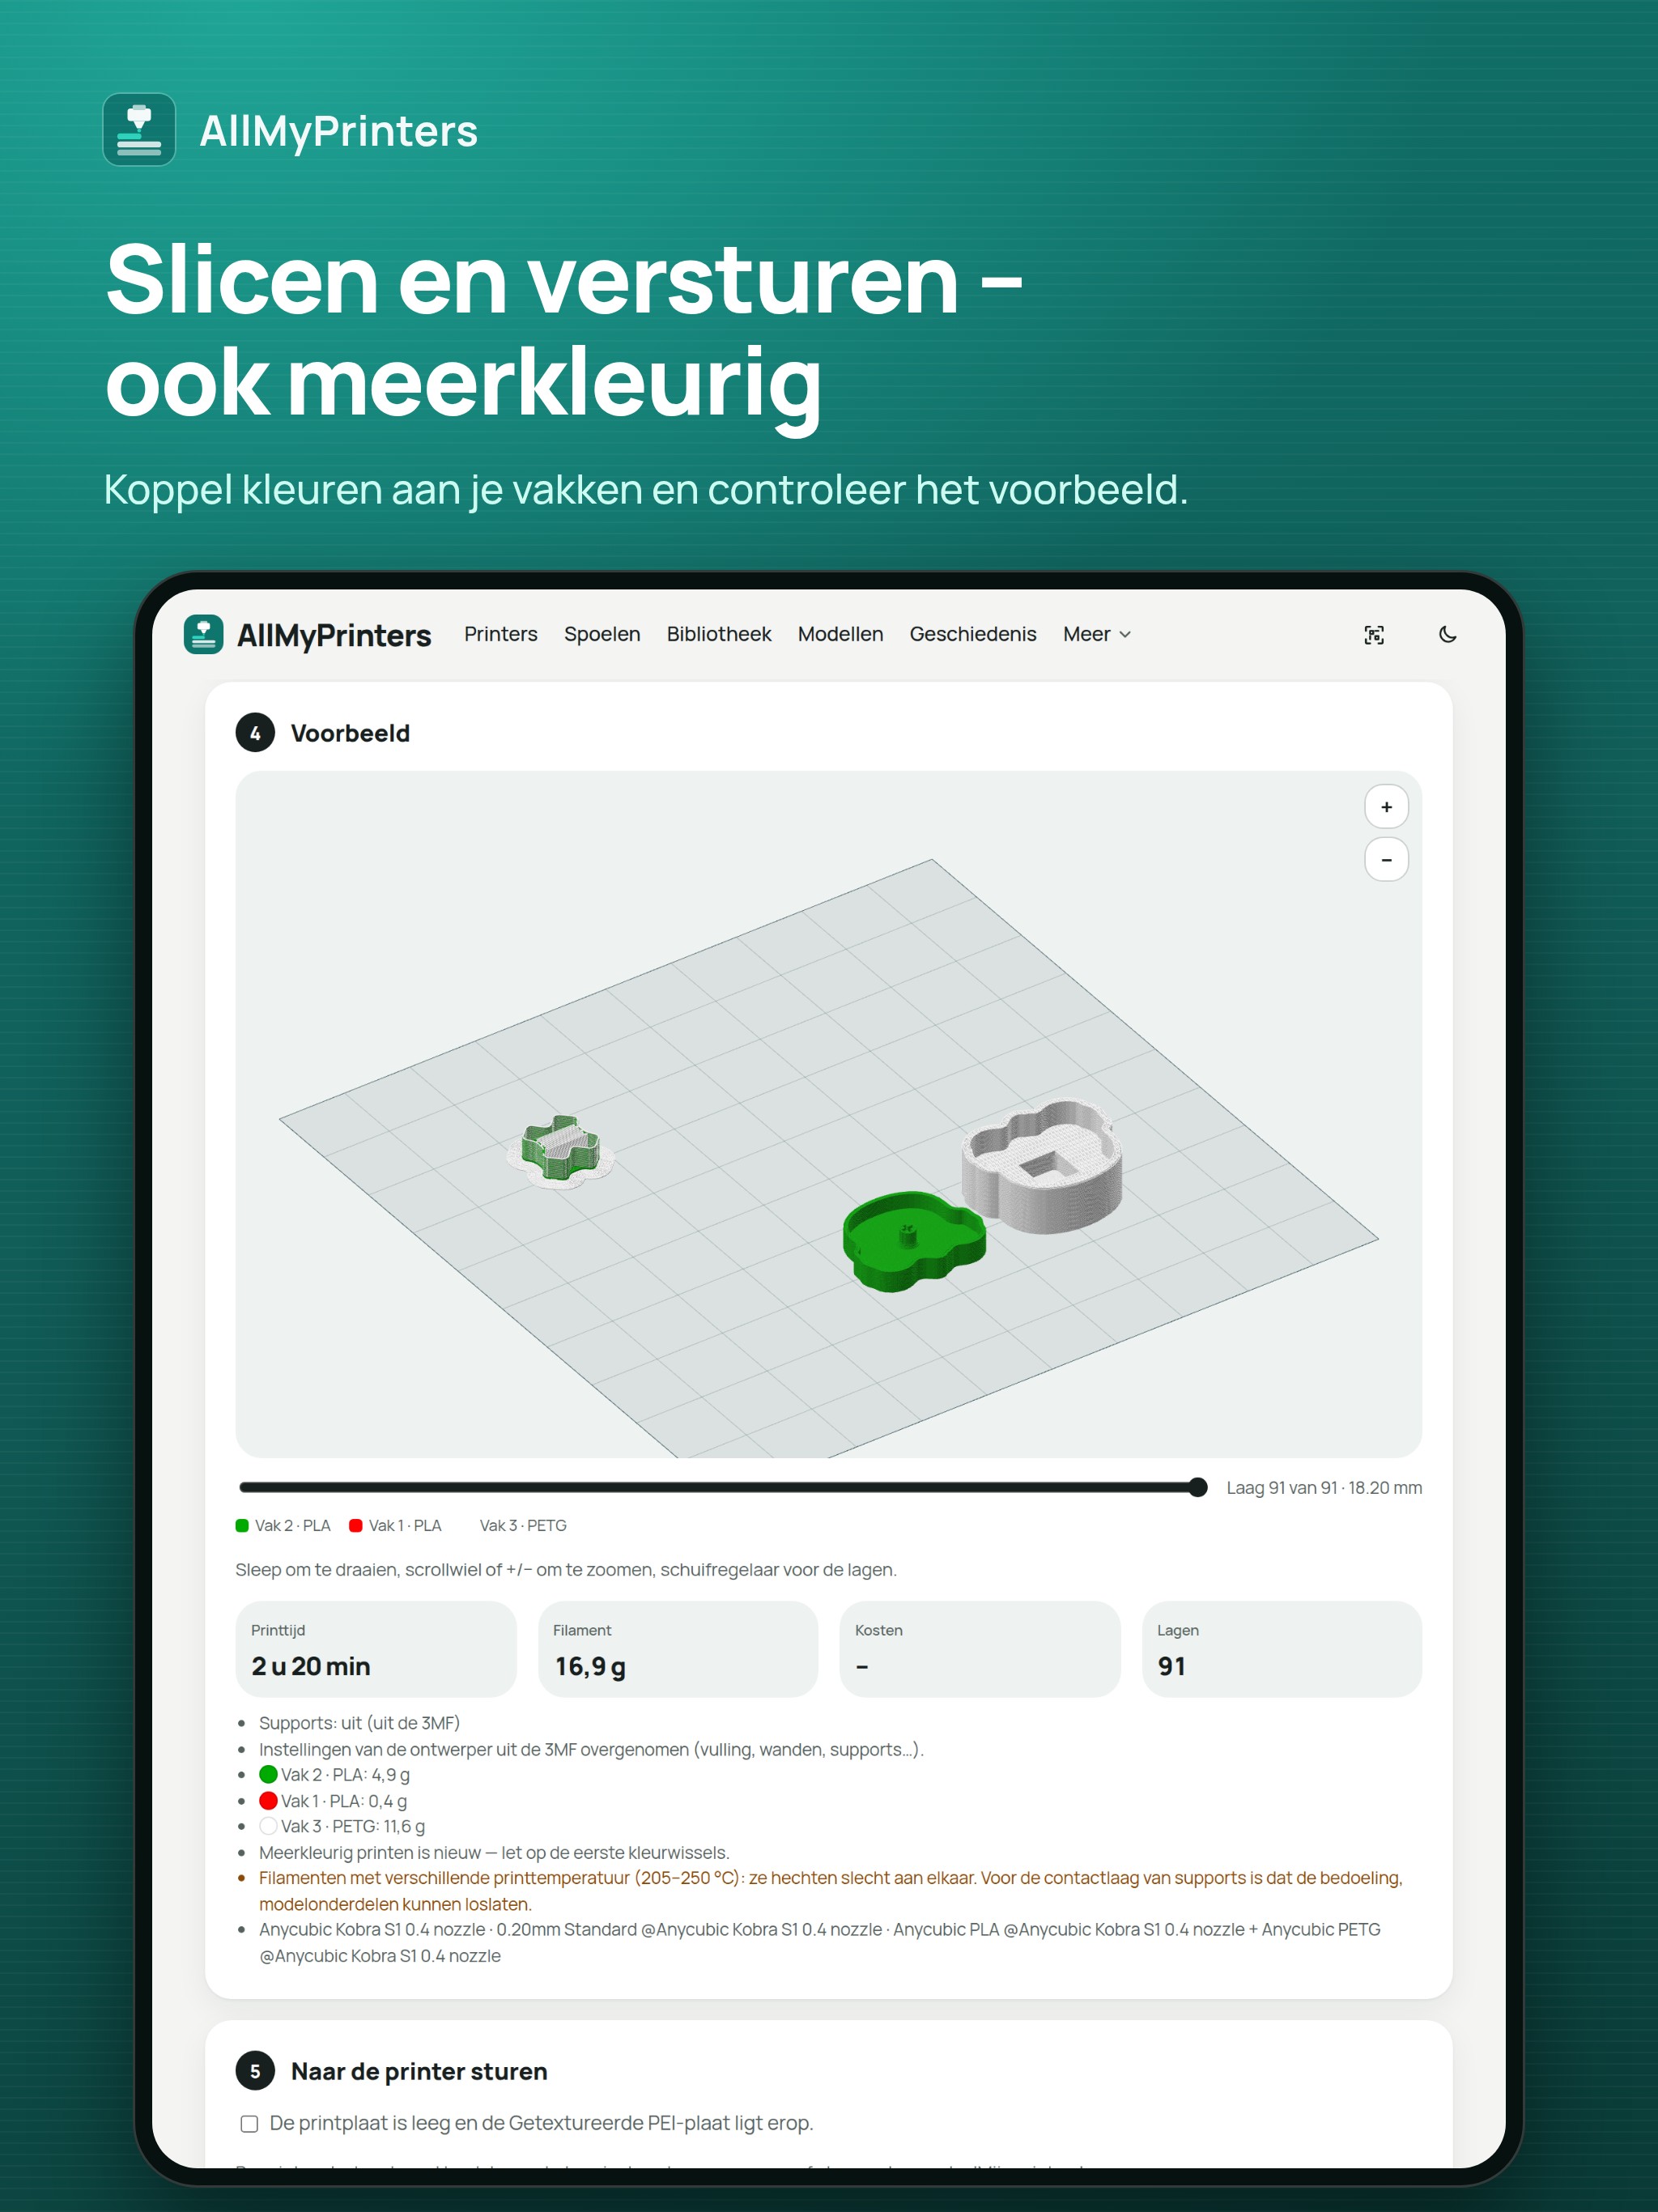 AllMyPrinters
Slicen en versturen –
ook meerkleurig
Koppel kleuren aan je vakken en controleer het voorbeeld.
AllMyPrinters Printers Spoelen Bibliotheek Modellen Geschiedenis Meer
4 Voorbeeld
+
−
Laag 91 van 91 · 18.20 mm
Vak 2 · PLA Vak 1 · PLA Vak 3 · PETG
Sleep om te draaien, scrollwiel of +/− om te zoomen, schuifregelaar voor de lagen.
Printtijd Filament Kosten Lagen
2 u 20 min 16,9 g – 91
Supports: uit (uit de 3MF)
Instellingen van de ontwerper uit de 3MF overgenomen (vulling, wanden, supports…).
Vak 2 · PLA: 4,9 g
Vak 1 · PLA: 0,4 g
Vak 3 · PETG: 11,6 g
Meerkleurig printen is nieuw — let op de eerste kleurwissels.
Filamenten met verschillende printtemperatuur (205–250 °C): ze hechten slecht aan elkaar. Voor de contactlaag van supports is dat de bedoeling,
modelonderdelen kunnen loslaten.
Anycubic Kobra S1 0.4 nozzle · 0.20mm Standard @Anycubic Kobra S1 0.4 nozzle · Anycubic PLA @Anycubic Kobra S1 0.4 nozzle + Anycubic PETG
@Anycubic Kobra S1 0.4 nozzle
5 Naar de printer sturen
De printplaat is leeg en de Getextureerde PEI-plaat ligt erop.